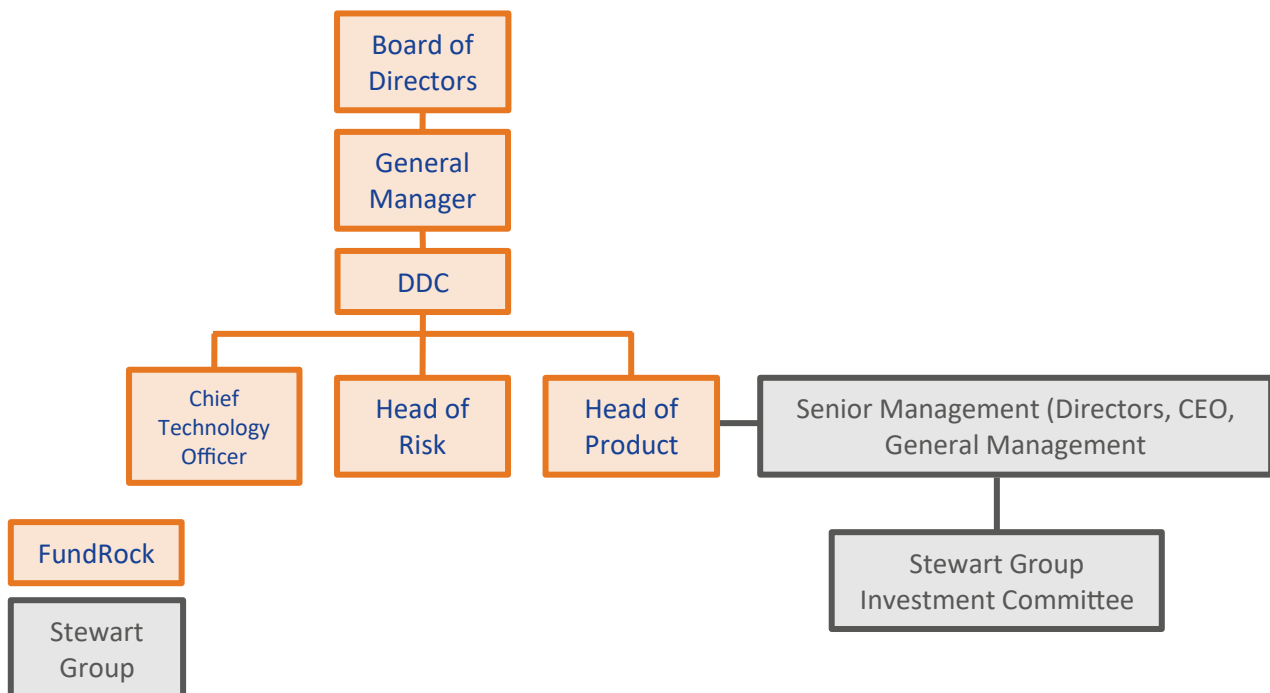 Board of
Directors
General
Manager
DDC
Chief
Technology
Officer
Head of
Risk
Head of
Product
Senior Management (Directors, CEO,
General Management
Stewart Group
Investment Committee
FundRock
Stewart
Group